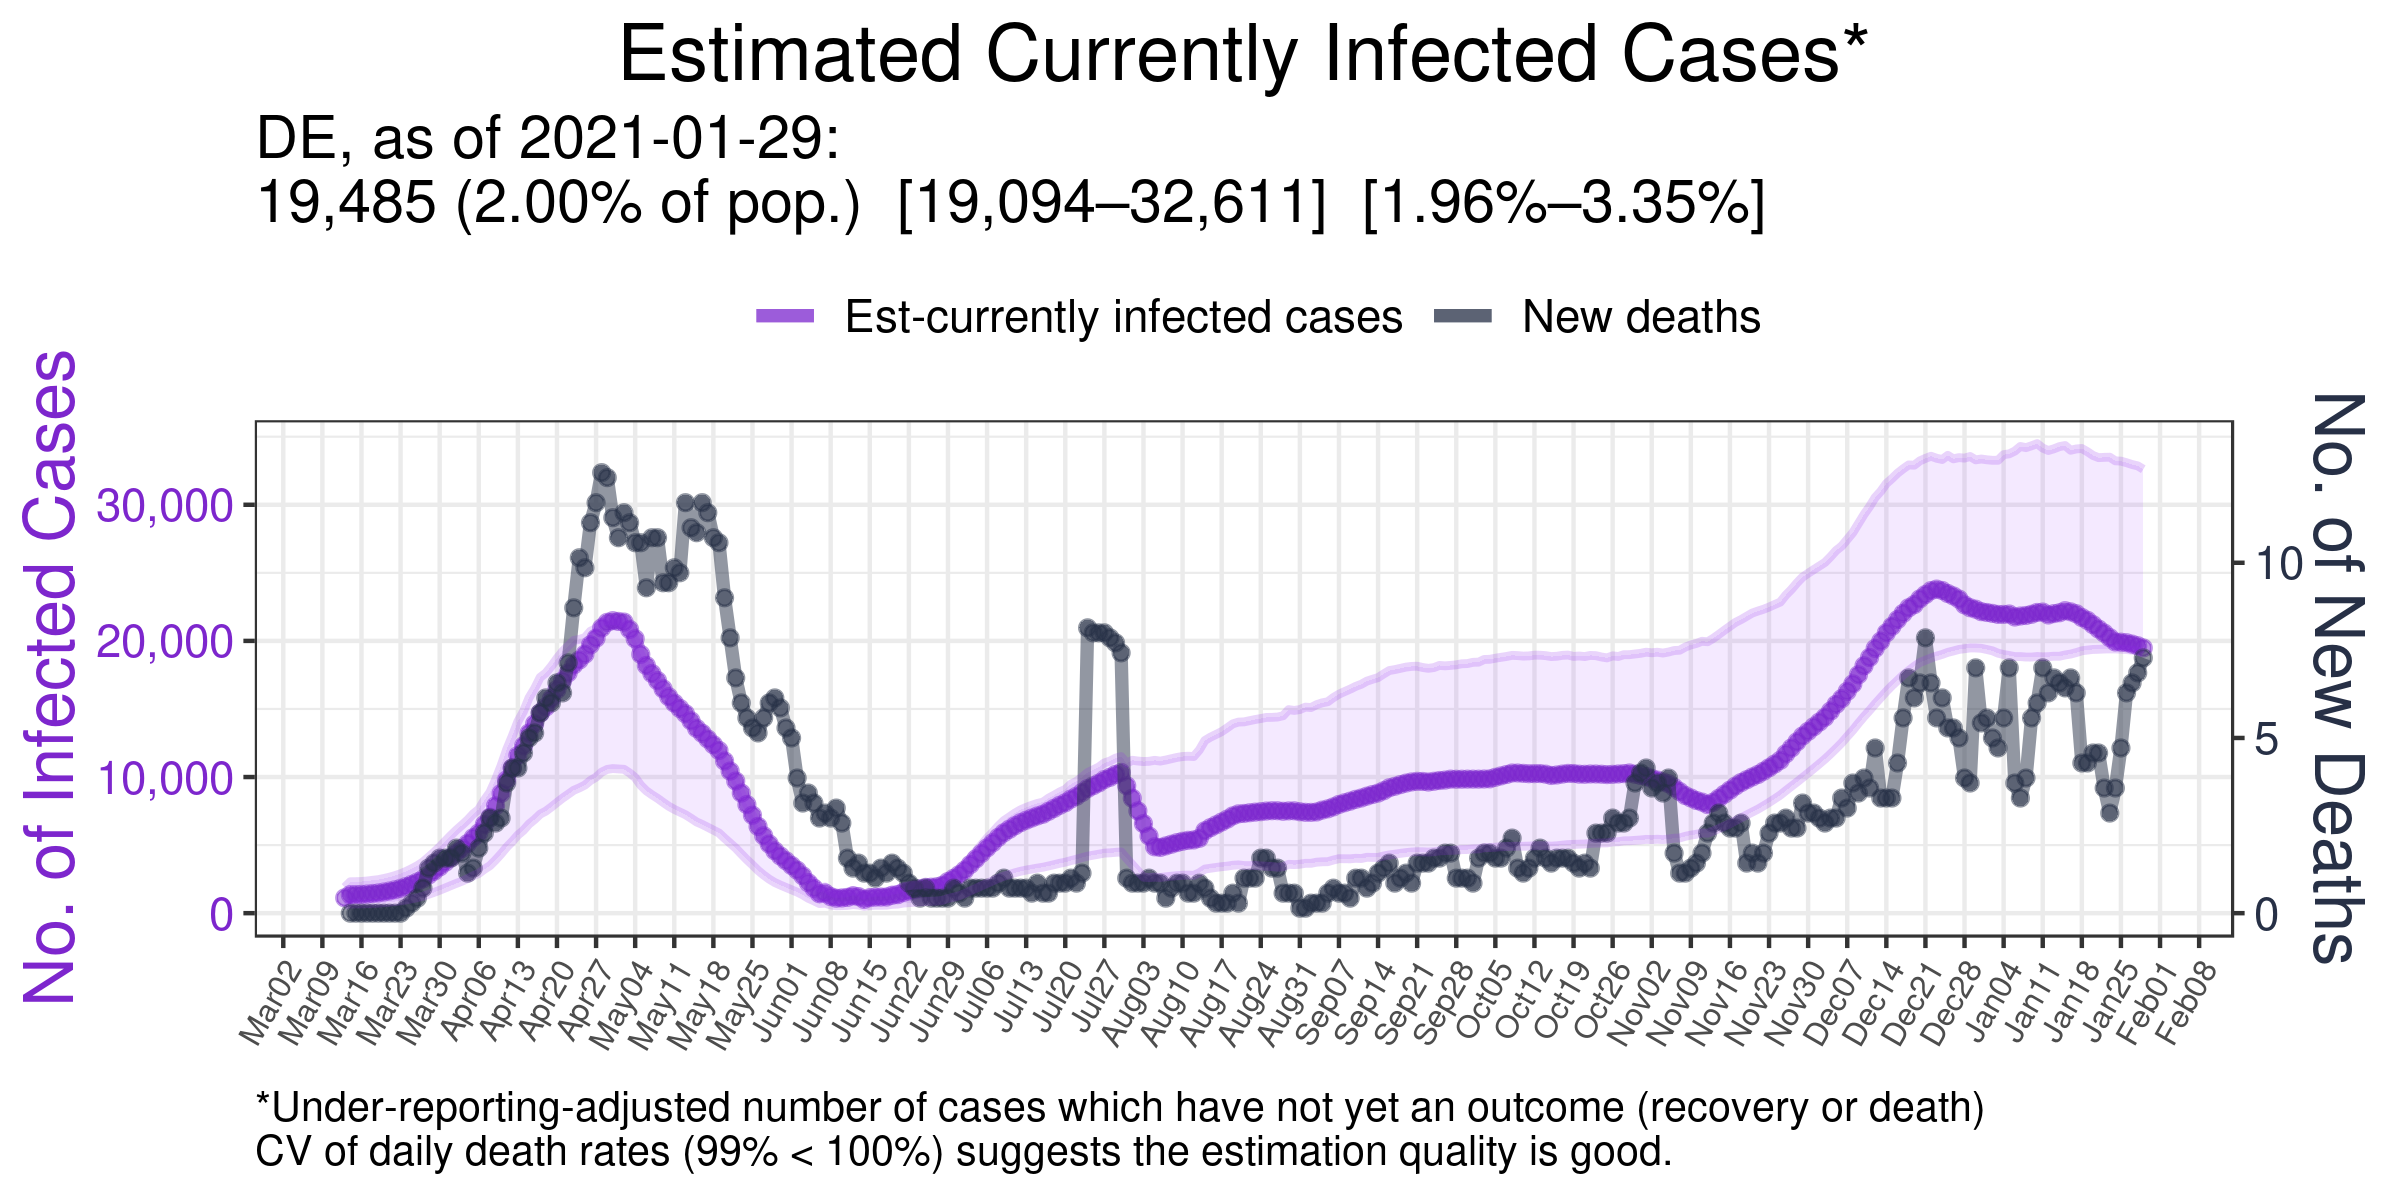 Estimated Currently Infected Cases*
DE, as of 2021-01-29:
19,485 (2.00% of pop.) [19,094–32,611] [1.96%–3.35%]
Est-currently infected cases New deaths
No. of Infected Cases
30,000
20,000
10,000
0
10
5
0
No. of New Deaths
Mar02 Mar09 Mar16 Mar23 Mar30 Apr06 Apr13 Apr20 Apr27 May04 May11 May18 May25 Jun01 Jun08 Jun15 Jun22 Jun29 Jul06 Jul13 Jul20 Jul27 Aug03 Aug10 Aug17 Aug24 Aug31 Sep07 Sep14 Sep21 Sep28 Oct05 Oct12 Oct19 Oct26 Nov02 Nov09 Nov16 Nov23 Nov30 Dec07 Dec14 Dec21 Dec28 Jan04 Jan11 Jan18 Jan25 Feb01 Feb08
*Under-reporting-adjusted number of cases which have not yet an outcome (recovery or death)
CV of daily death rates (99% < 100%) suggests the estimation quality is good.